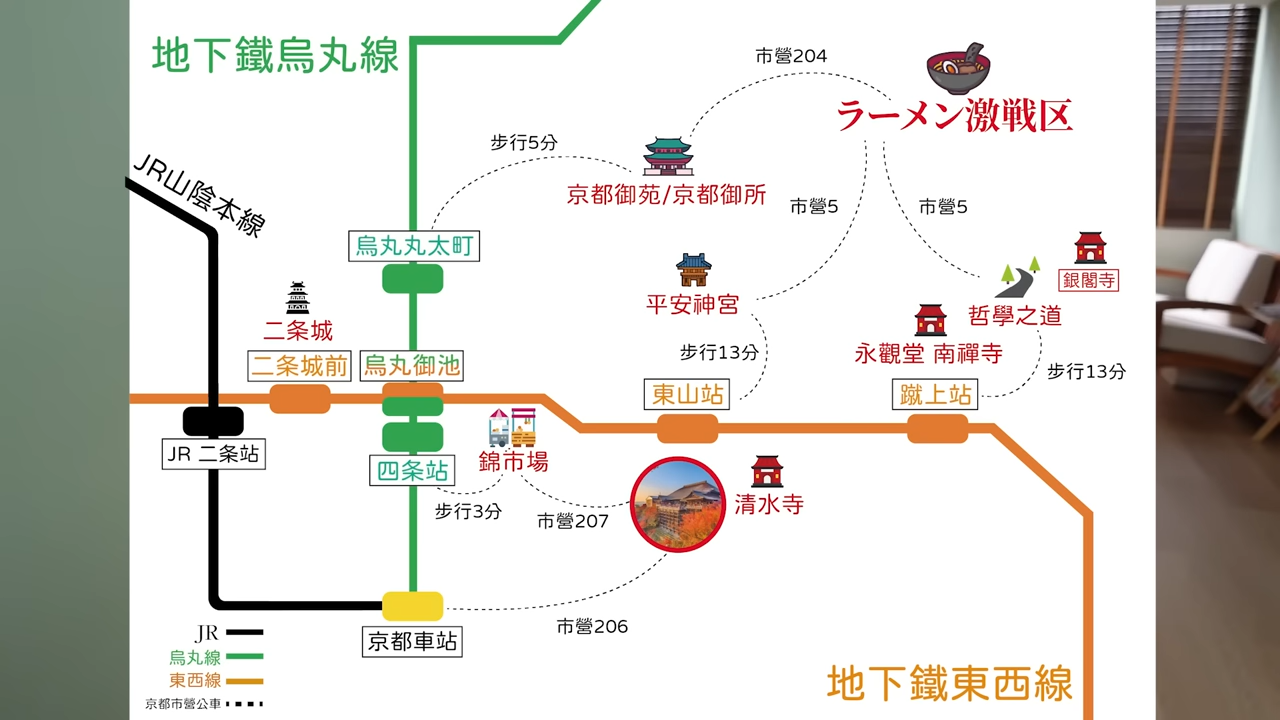 地下鐵烏丸線
市營204
ラーメン激戦区
步行5分
JR山陰本線
京都御苑/京都御所
市營5
市營5
烏丸丸太町
銀閣寺
平安神宮
哲學之道
二条城
永觀堂 南禪寺
二条城前
烏丸御池
步行13分
步行13分
東山站
蹴上站
JR 二条站
四条站
錦市場
清水寺
步行3分
市營207
市營206
京都車站
JR
烏丸線
東西線
京都市營公車
地下鐵東西線